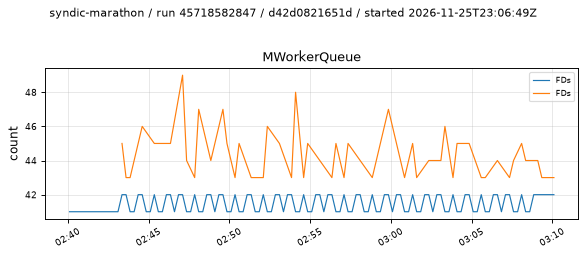 syndic-marathon / run 45718582847 / d42d0821651d / started 2026-11-25T23:06:49Z
MWorkerQueue
FDs
FDs
count
48
46
44
42
02:40
02:45
02:50
02:55
03:00
03:05
03:10